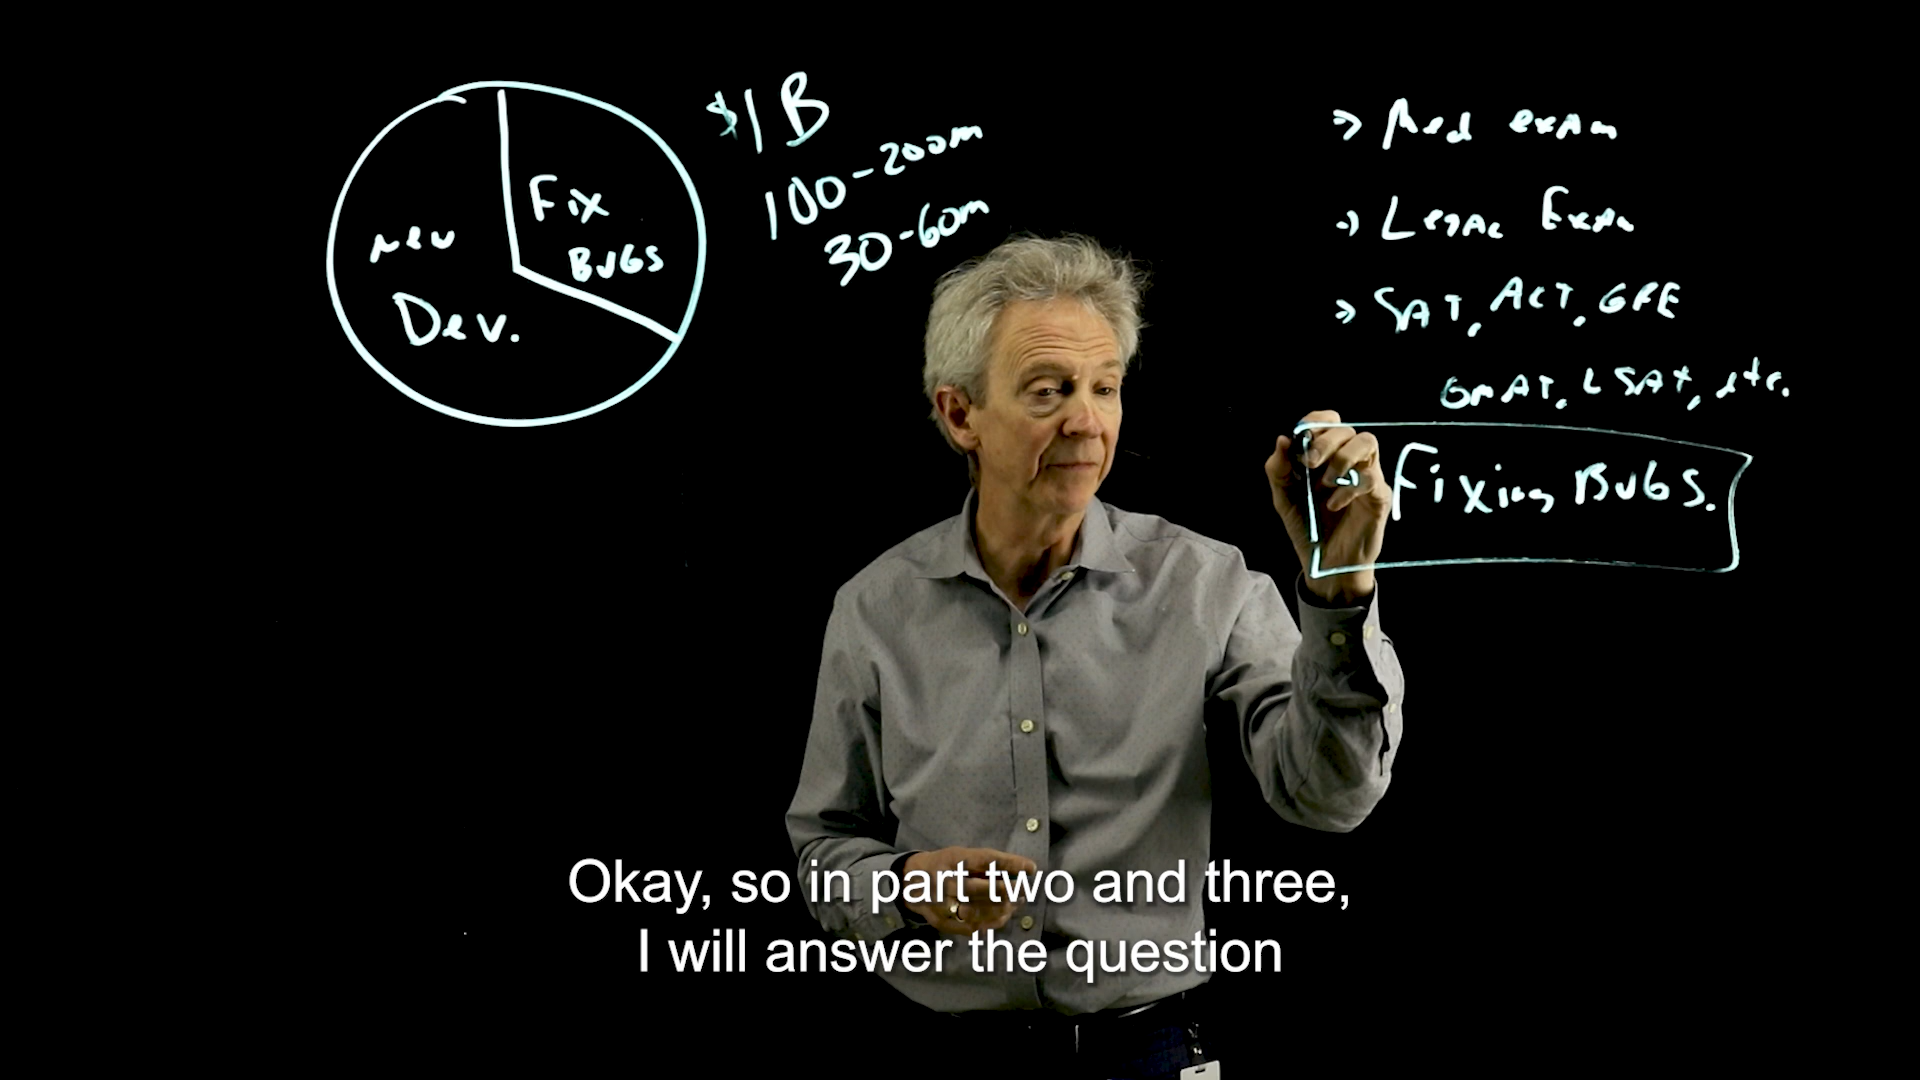 New
Dev.
Fix
BUGS
$1B
100-200m
30-60m
→ Med exam
→ Legal Exam
→ SAT, ACT, GRE
GMAT, LSAT, etc.
→ Fixing BUGS.
Okay, so in part two and three,
I will answer the question